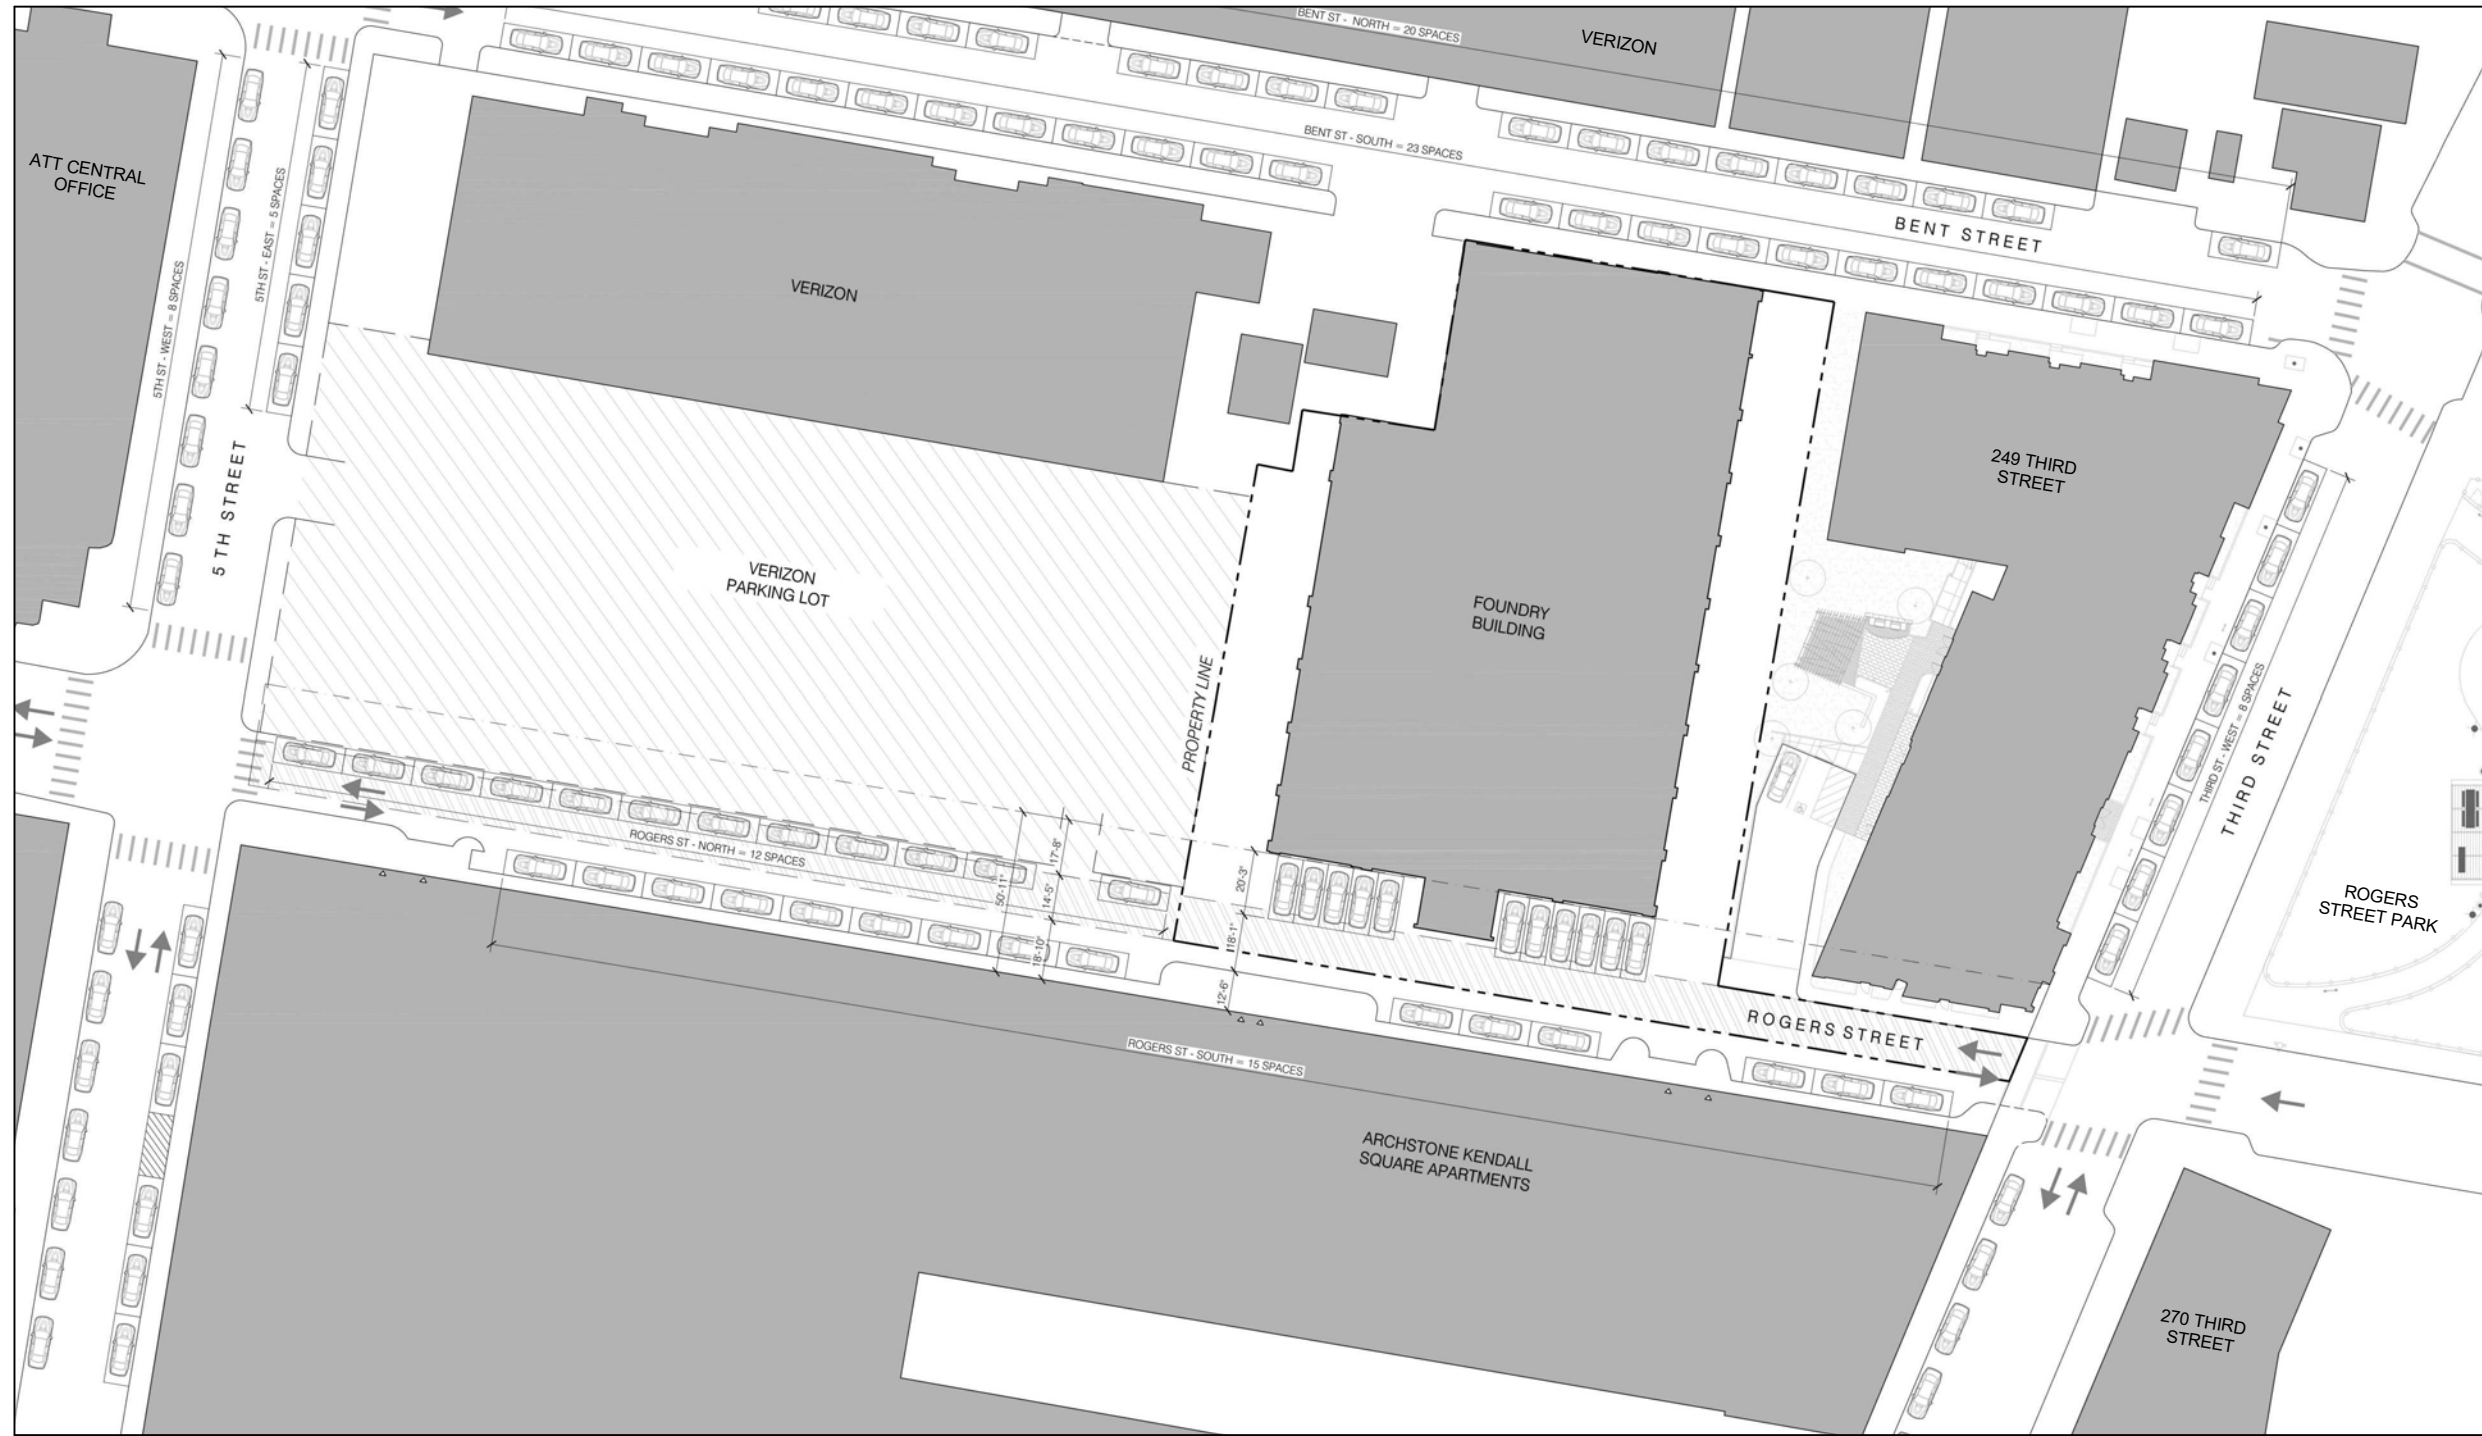 BENT ST - NORTH = 20 SPACES
VERIZON
BENT ST - SOUTH = 23 SPACES
ATT CENTRAL
OFFICE
5TH ST - EAST = 5 SPACES
5TH ST - WEST = 8 SPACES
BENT STREET
VERIZON
5 TH STREET
249 THIRD
STREET
VERIZON
PARKING LOT
FOUNDRY
BUILDING
PROPERTY LINE
THIRD ST - WEST = 8 SPACES
THIRD STREET
ROGERS ST - NORTH = 12 SPACES
17'-8"
50'-11"
14'-5"
18'-10"
20'-3"
18'-1"
12'-6"
ROGERS
STREET PARK
ROGERS STREET
ROGERS ST - SOUTH = 15 SPACES
ARCHSTONE KENDALL
SQUARE APARTMENTS
270 THIRD
STREET